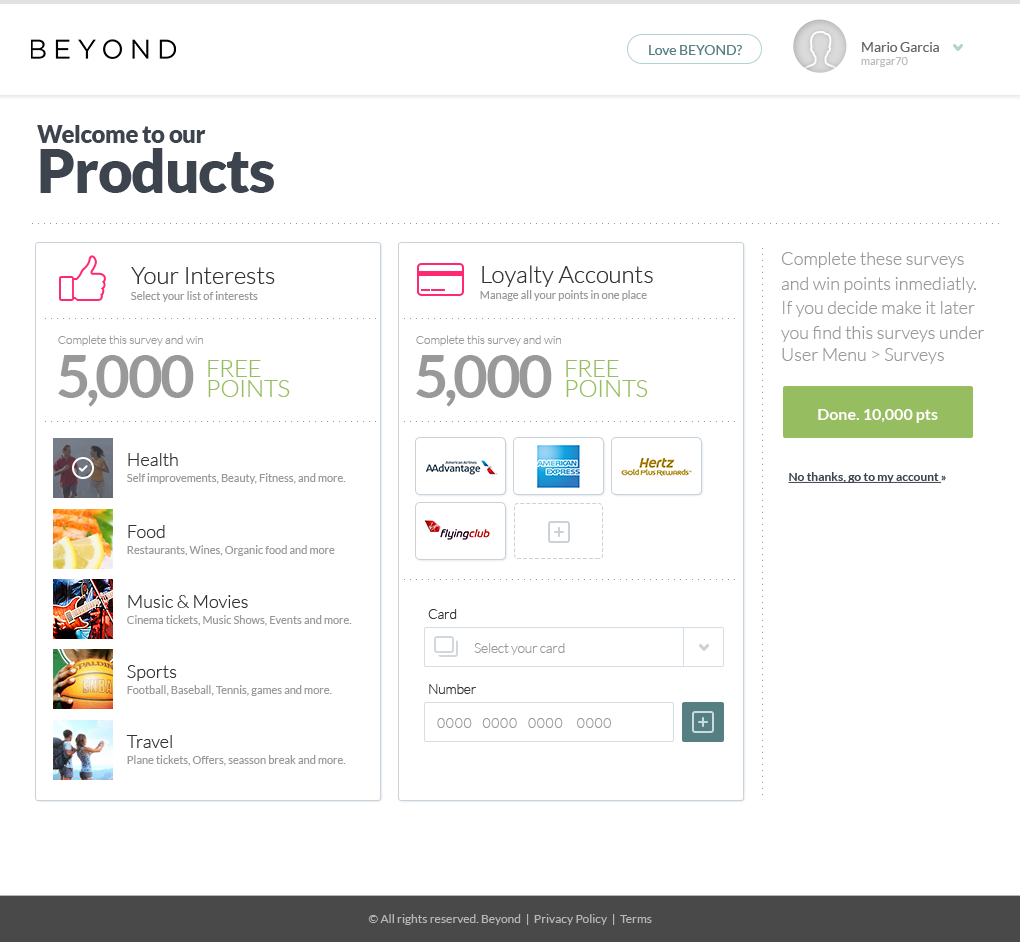 BEYOND
Love BEYOND?
Mario Garcia
margar70
Welcome to our
Products
Your Interests
Select your list of interests
Complete this survey and win
5,000 FREE
POINTS
Health
Self improvements, Beauty, Fitness, and more.
Food
Restaurants, Wines, Organic food and more
Music & Movies
Cinema tickets, Music Shows, Events and more.
SPALDING
Sports
Football, Baseball, Tennis, games and more.
Travel
Plane tickets, Offers, seasson break and more.
Loyalty Accounts
Manage all your points in one place
Complete this survey and win
5,000 FREE
POINTS
American Airlines
AAdvantage
AMERICAN
EXPRESS
Hertz
Gold Plus Rewards
flyingclub
Card
Select your card
Number
0000 0000 0000 0000
Complete these surveys
and win points inmediatly.
If you decide make it later
you find this surveys under
User Menu > Surveys
Done. 10,000 pts
No thanks, go to my account »
© All rights reserved. Beyond | Privacy Policy | Terms